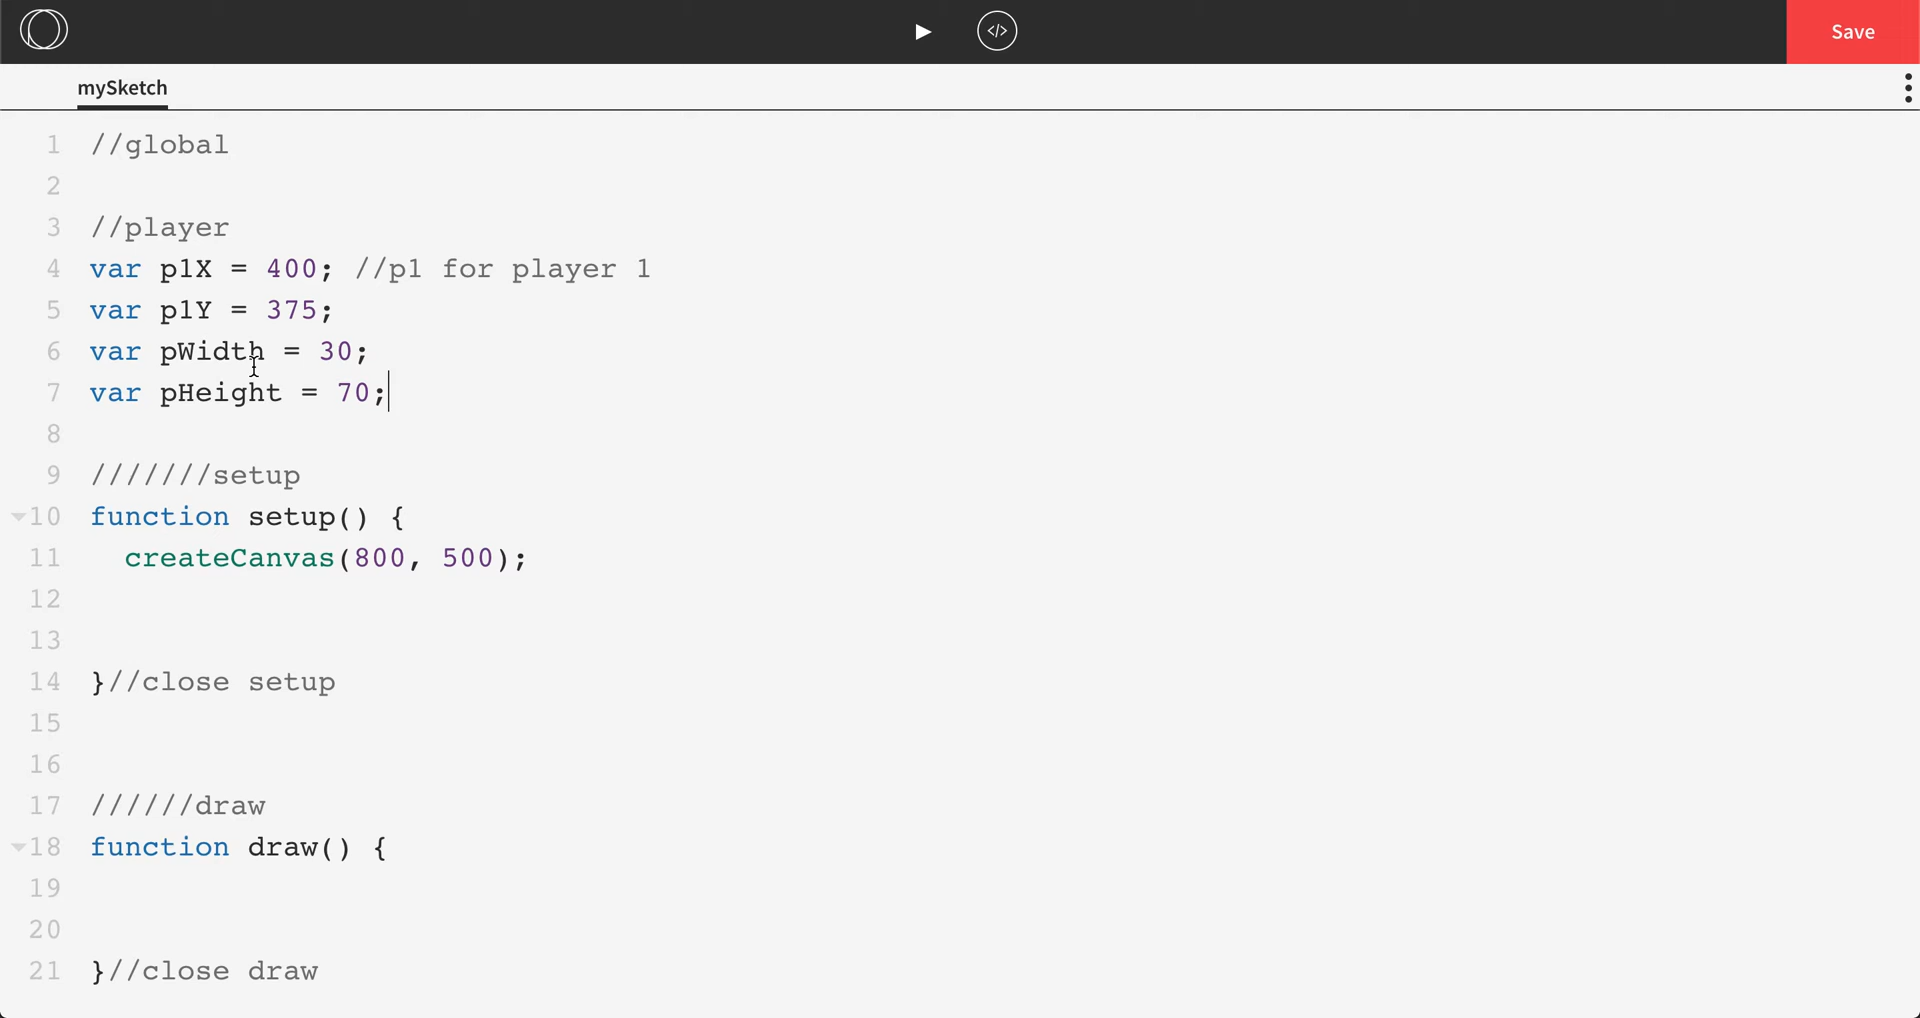 </>
Save
mySketch
1 //global
2
3 //player
4 var p1X = 400; //p1 for player 1
5 var p1Y = 375;
6 var pWidth = 30;
7 var pHeight = 70;
8
9 ///////setup
10 function setup() {
11 createCanvas(800, 500);
12
13
14 }//close setup
15
16
17 //////draw
18 function draw() {
19
20
21 }//close draw